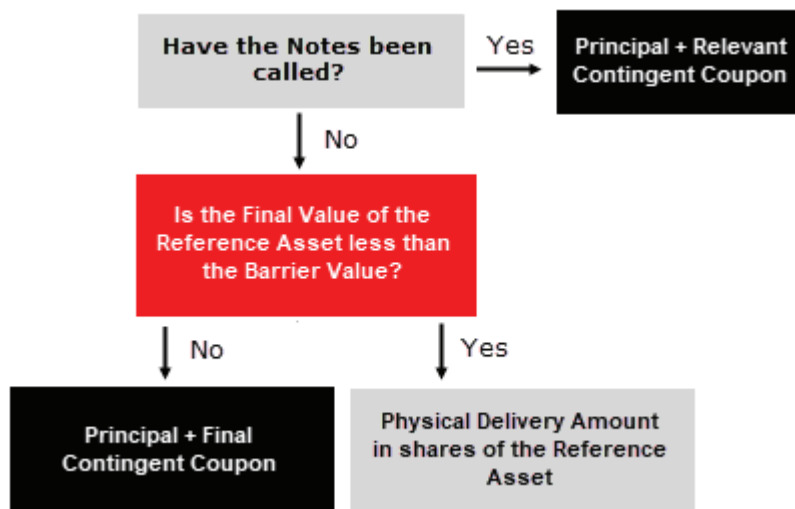 Have the Notes been
called?
Yes
Principal + Relevant
Contingent Coupon
No
Is the Final Value of the
Reference Asset less than
the Barrier Value?
No
Yes
Principal + Final
Contingent Coupon
Physical Delivery Amount
in shares of the Reference
Asset